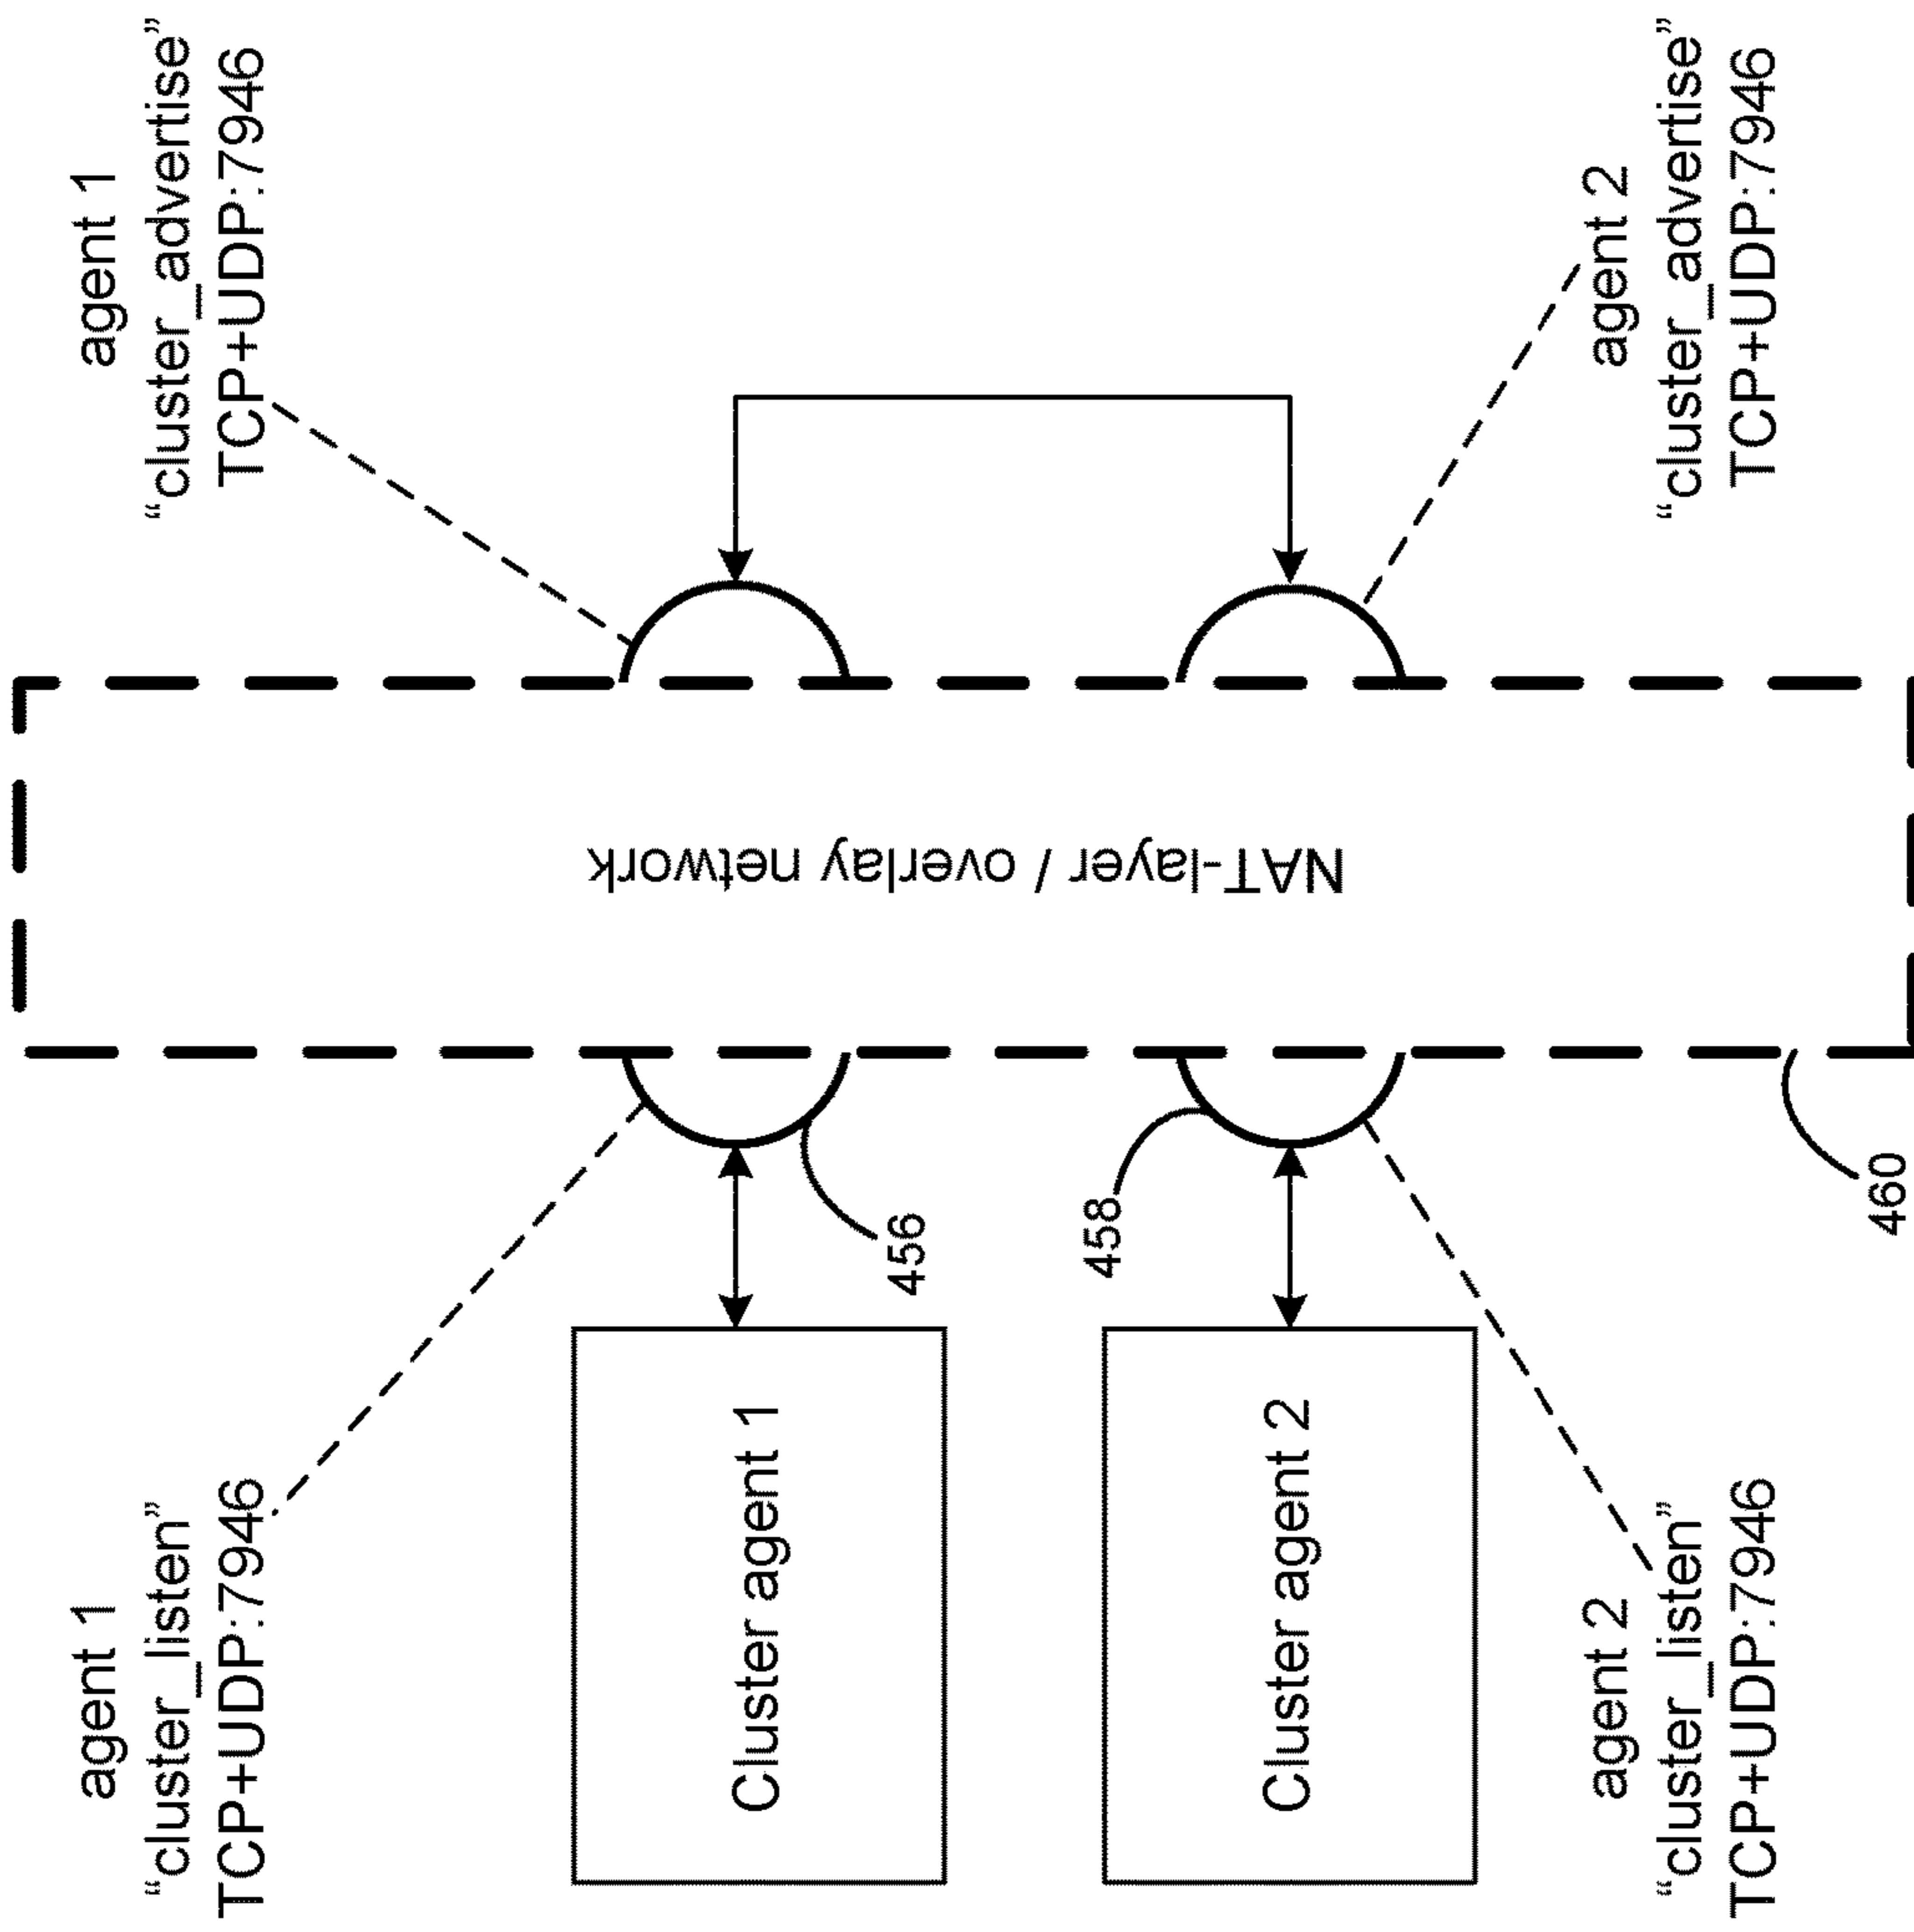 agent 1
“cluster_listen”
TCP+UDP:7946
agent 1
“cluster_advertise”
TCP+UDP:7946
Cluster agent 1
456
NAT-layer / overlay network
458
Cluster agent 2
agent 2
“cluster_listen”
TCP+UDP:7946
agent 2
“cluster_advertise”
TCP+UDP:7946
460